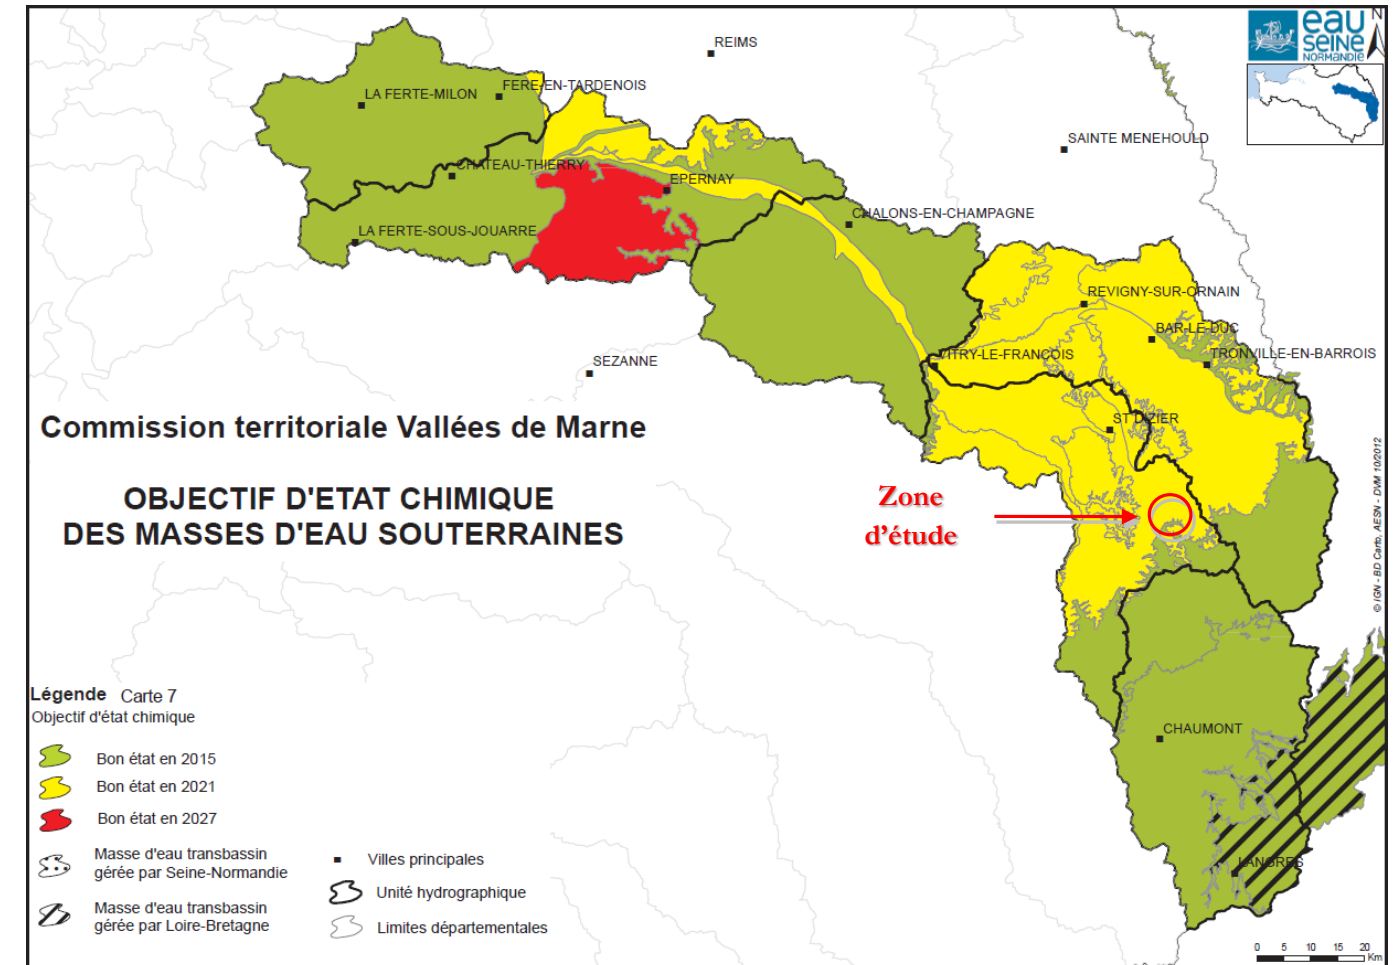 eau
SEINE
NORMANDIE
N
REIMS
LA FERTE-MILON
FERE-EN-TARDENOIS
SAINTE MENEHOULD
CHATEAU-THIERRY
EPERNAY
CHALONS-EN-CHAMPAGNE
LA FERTE-SOUS-JOUARRE
REVIGNY-SUR-ORNAIN
BAR-LE-DUC
VITRY-LE-FRANCOIS
TRONVILLE-EN-BARROIS
SEZANNE
ST DIZIER
Commission territoriale Vallées de Marne
OBJECTIF D'ETAT CHIMIQUE
DES MASSES D'EAU SOUTERRAINES
Zone
d'étude
© IGN - BD Carto, AESN - DVM 10/2012
CHAUMONT
LANGRES
Légende Carte 7
Objectif d'état chimique
Bon état en 2015
Bon état en 2021
Bon état en 2027
Masse d'eau transbassin
gérée par Seine-Normandie
Masse d'eau transbassin
gérée par Loire-Bretagne
Villes principales
Unité hydrographique
Limites départementales
0 5 10 15 20
Km